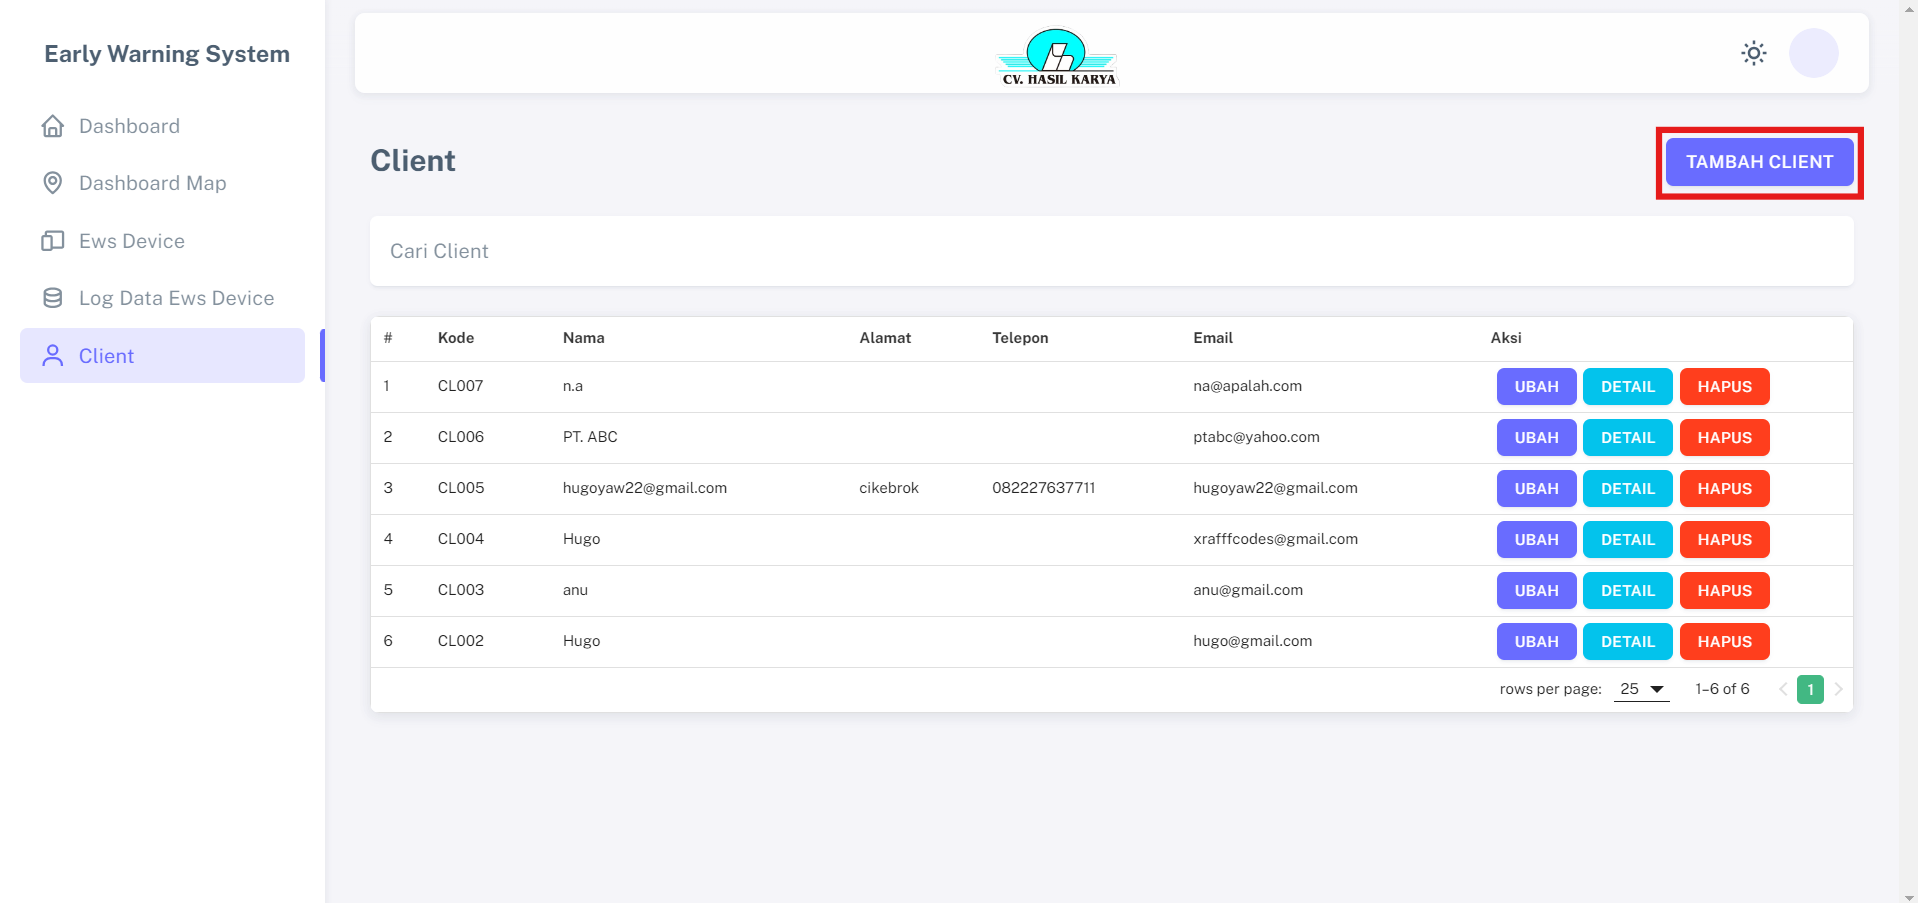 Early Warning System
Dashboard
Dashboard Map
Ews Device
Log Data Ews Device
Client
CV. HASIL KARYA
Client
TAMBAH CLIENT
Cari Client
# Kode Nama Alamat Telepon Email Aksi
1 CL007 n.a na@apalah.com UBAH DETAIL HAPUS
2 CL006 PT. ABC ptabc@yahoo.com UBAH DETAIL HAPUS
3 CL005 hugoyaw22@gmail.com cikebrok 082227637711 hugoyaw22@gmail.com UBAH DETAIL HAPUS
4 CL004 Hugo xrafffcodes@gmail.com UBAH DETAIL HAPUS
5 CL003 anu anu@gmail.com UBAH DETAIL HAPUS
6 CL002 Hugo hugo@gmail.com UBAH DETAIL HAPUS
rows per page: 25 1–6 of 6 1